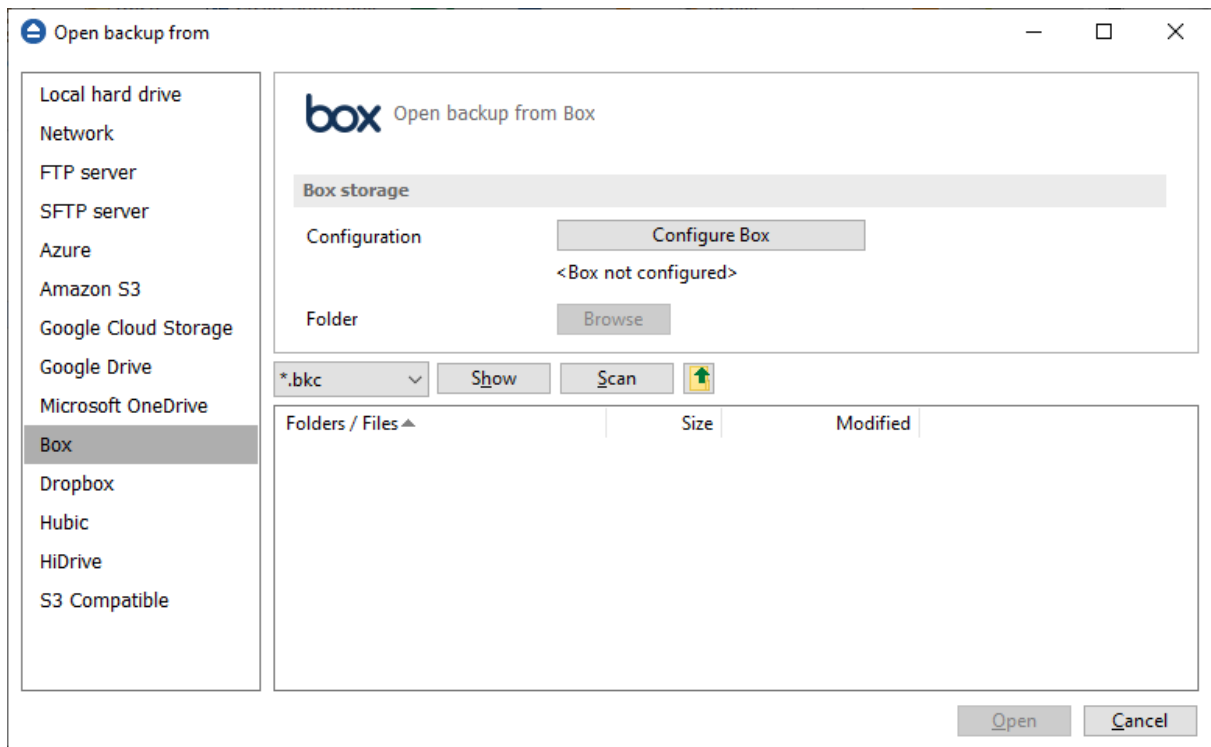 Open backup from
Local hard drive
Network
FTP server
SFTP server
Azure
Amazon S3
Google Cloud Storage
Google Drive
Microsoft OneDrive
Box
Dropbox
Hubic
HiDrive
S3 Compatible
box Open backup from Box
Box storage
Configuration Configure Box
<Box not configured>
Folder Browse
*.bkc Show Scan
Folders / Files Size Modified
Open Cancel